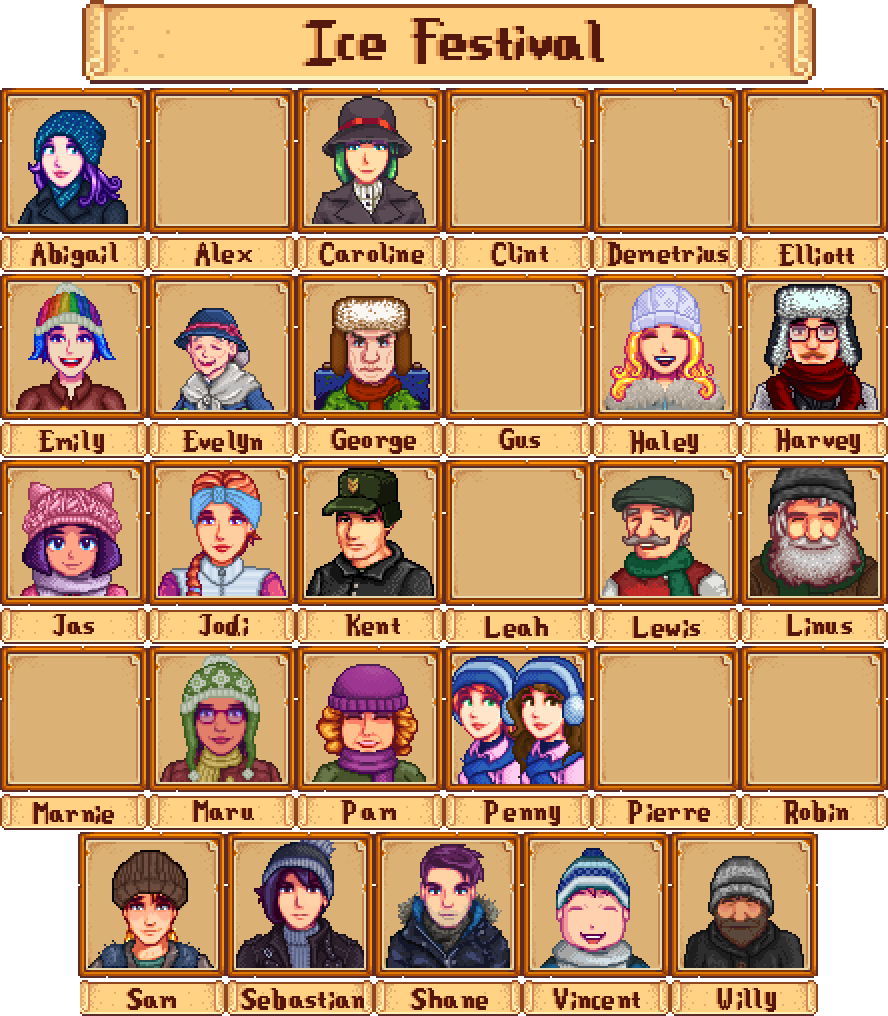 Ice Festival
Abigail Alex Caroline Clint Demetrius Elliott
Emily Evelyn George Gus Haley Harvey
Jas Jodi Kent Leah Lewis Linus
Marnie Maru Pam Penny Pierre Robin
Sam Sebastian Shane Vincent Willy